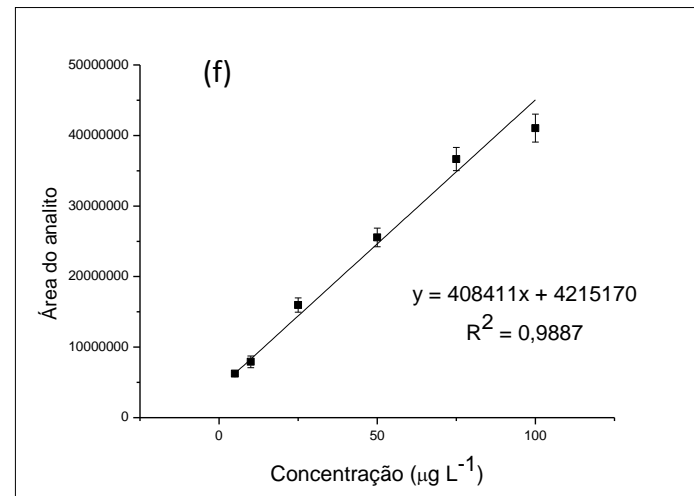 (f)
50000000
40000000
30000000
20000000
10000000
0
Área do analito
y = 408411x + 4215170
R² = 0,9887
0
50
100
Concentração (μg L⁻¹)